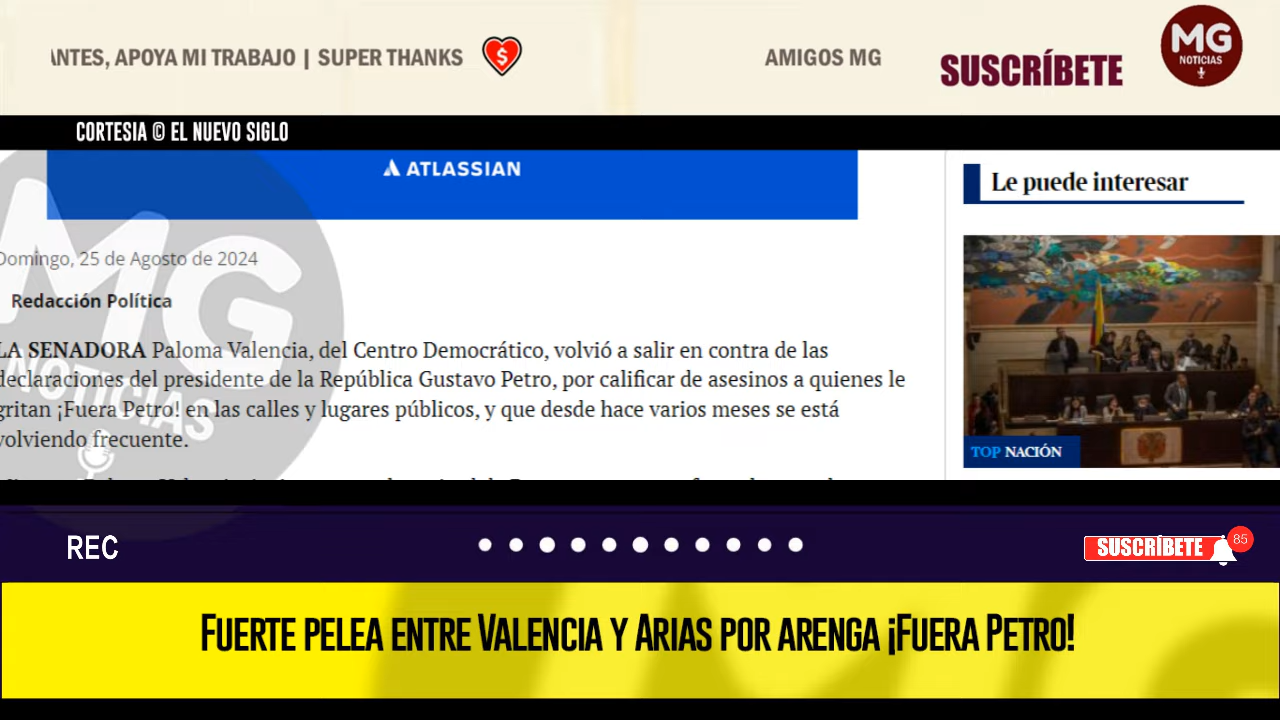 ANTES, APOYA MI TRABAJO | SUPER THANKS
AMIGOS MG
SUSCRÍBETE
MG
NOTICIAS
CORTESIA © EL NUEVO SIGLO
ATLASSIAN
Le puede interesar
Domingo, 25 de Agosto de 2024
Redacción Política
LA SENADORA Paloma Valencia, del Centro Democrático, volvió a salir en contra de las
declaraciones del presidente de la República Gustavo Petro, por calificar de asesinos a quienes le
gritan ¡Fuera Petro! en las calles y lugares públicos, y que desde hace varios meses se está
volviendo frecuente.
MG
NOTICIAS
TOP NACIÓN
REC
SUSCRÍBETE
85
FUERTE PELEA ENTRE VALENCIA Y ARIAS POR ARENGA ¡FUERA PETRO!